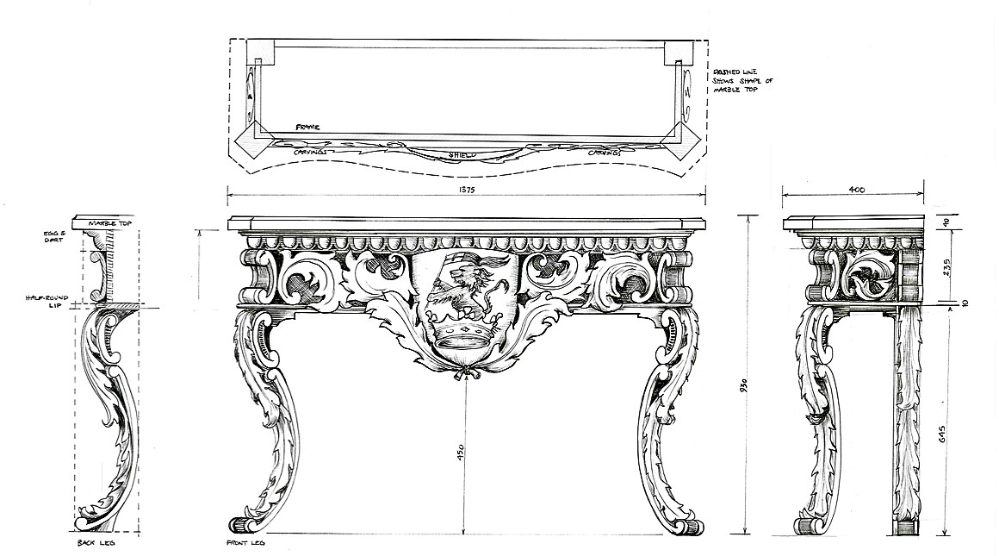 DASHED LINE
SHOWS SHAPE OF
MARBLE TOP
FRAME
CARVINGS
SHIELD
CARVINGS
1375
400
MARBLE TOP
EGG &
DART
40
235
HALF-ROUND
LIP
10
930
450
645
BACK LEG
FRONT LEG